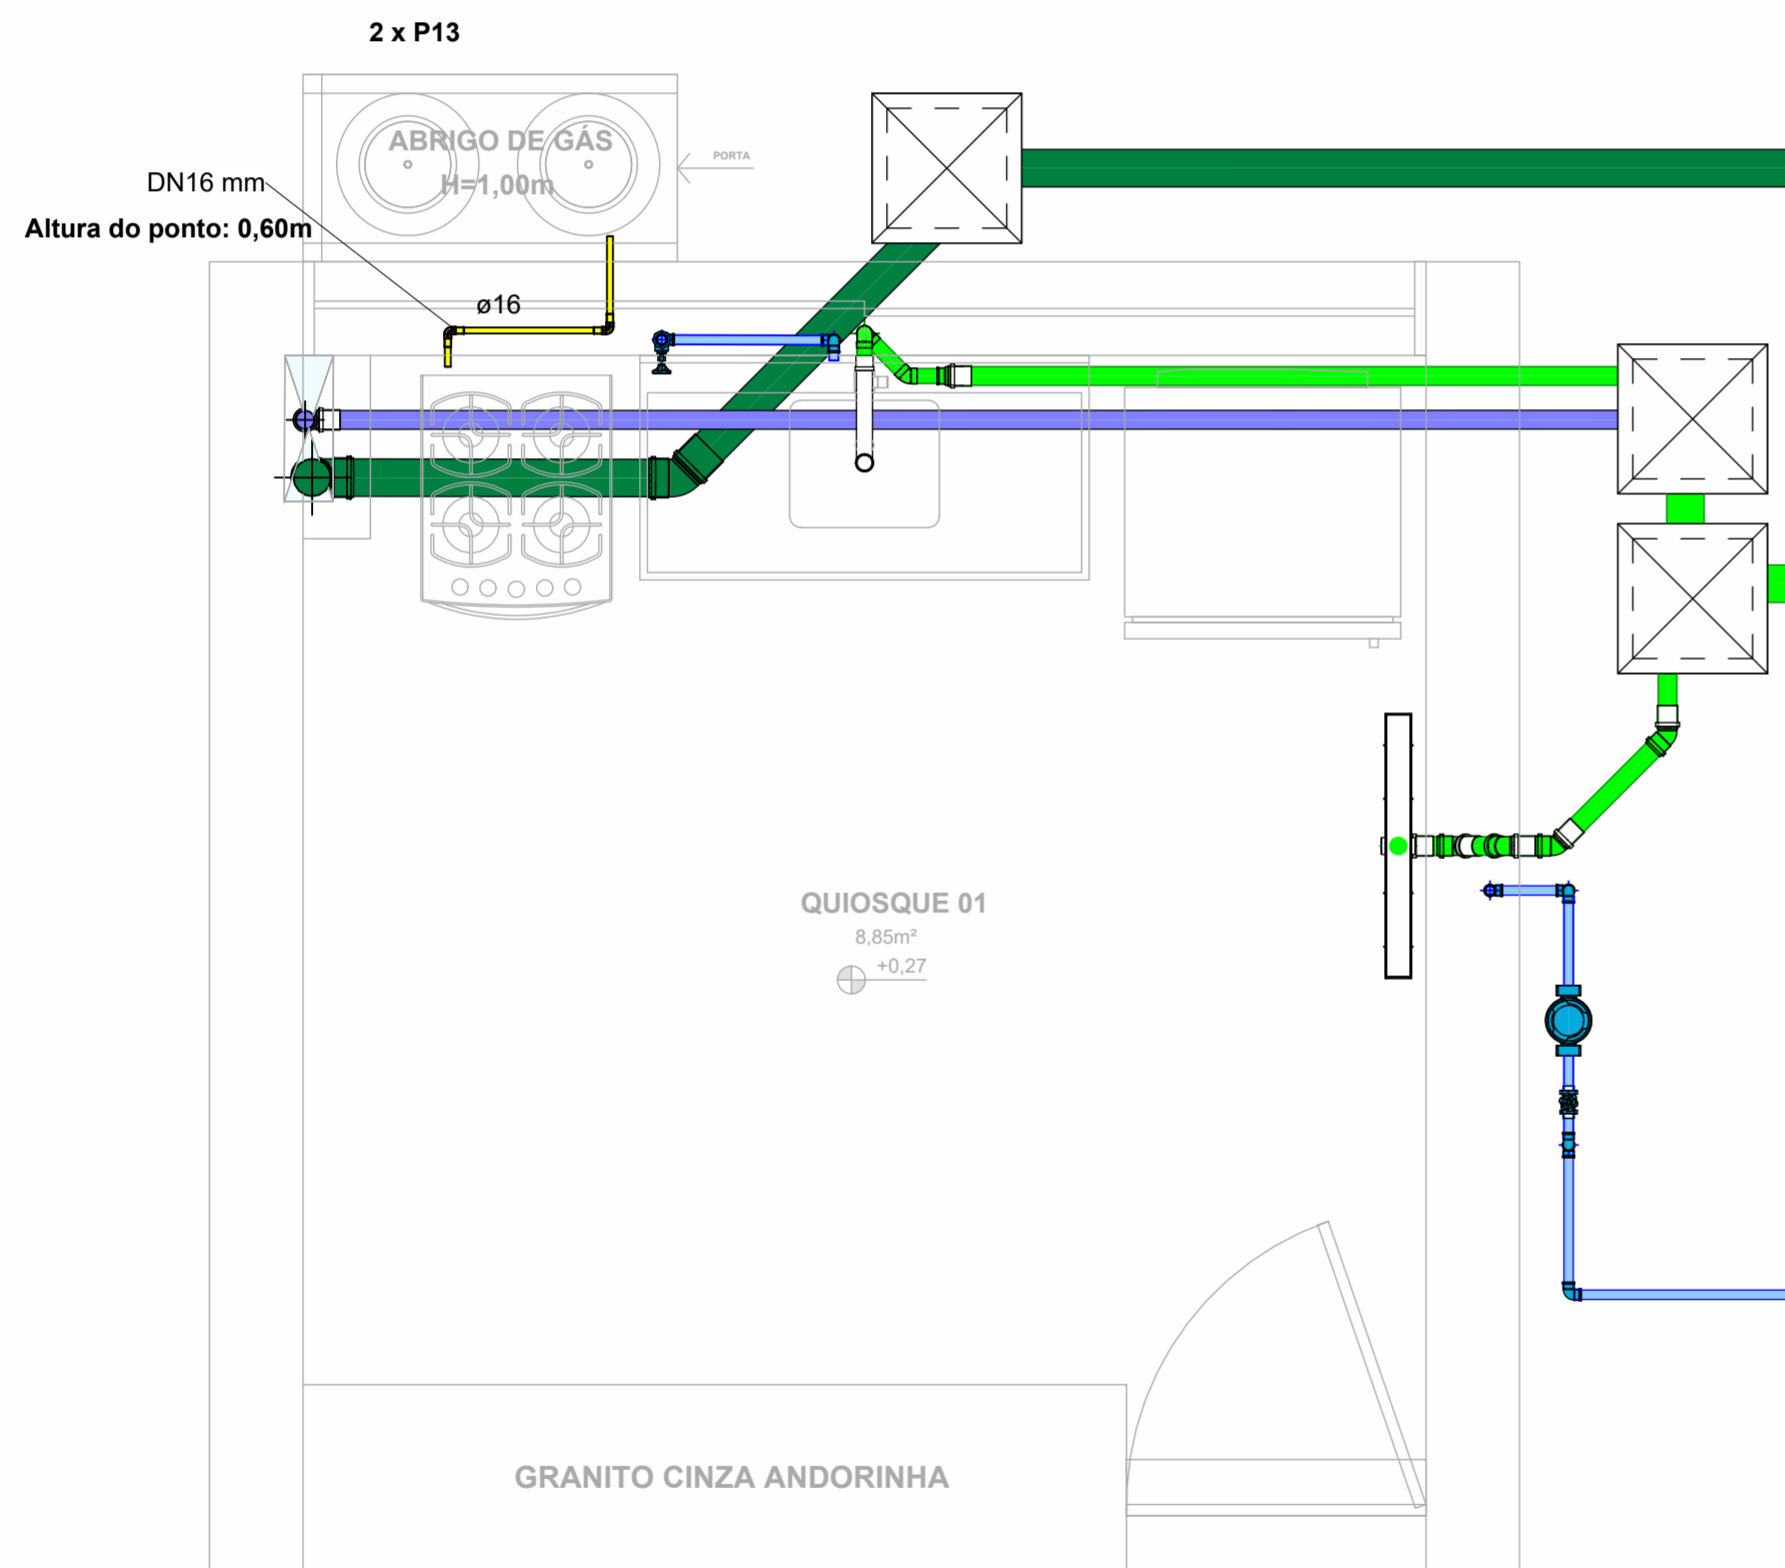 2 x P13
ABRIGO DE GÁS
PORTA
H=1,00m
DN16 mm
Altura do ponto: 0,60m
ø16
QUIOSQUE 01
8,85m²
+0,27
GRANITO CINZA ANDORINHA